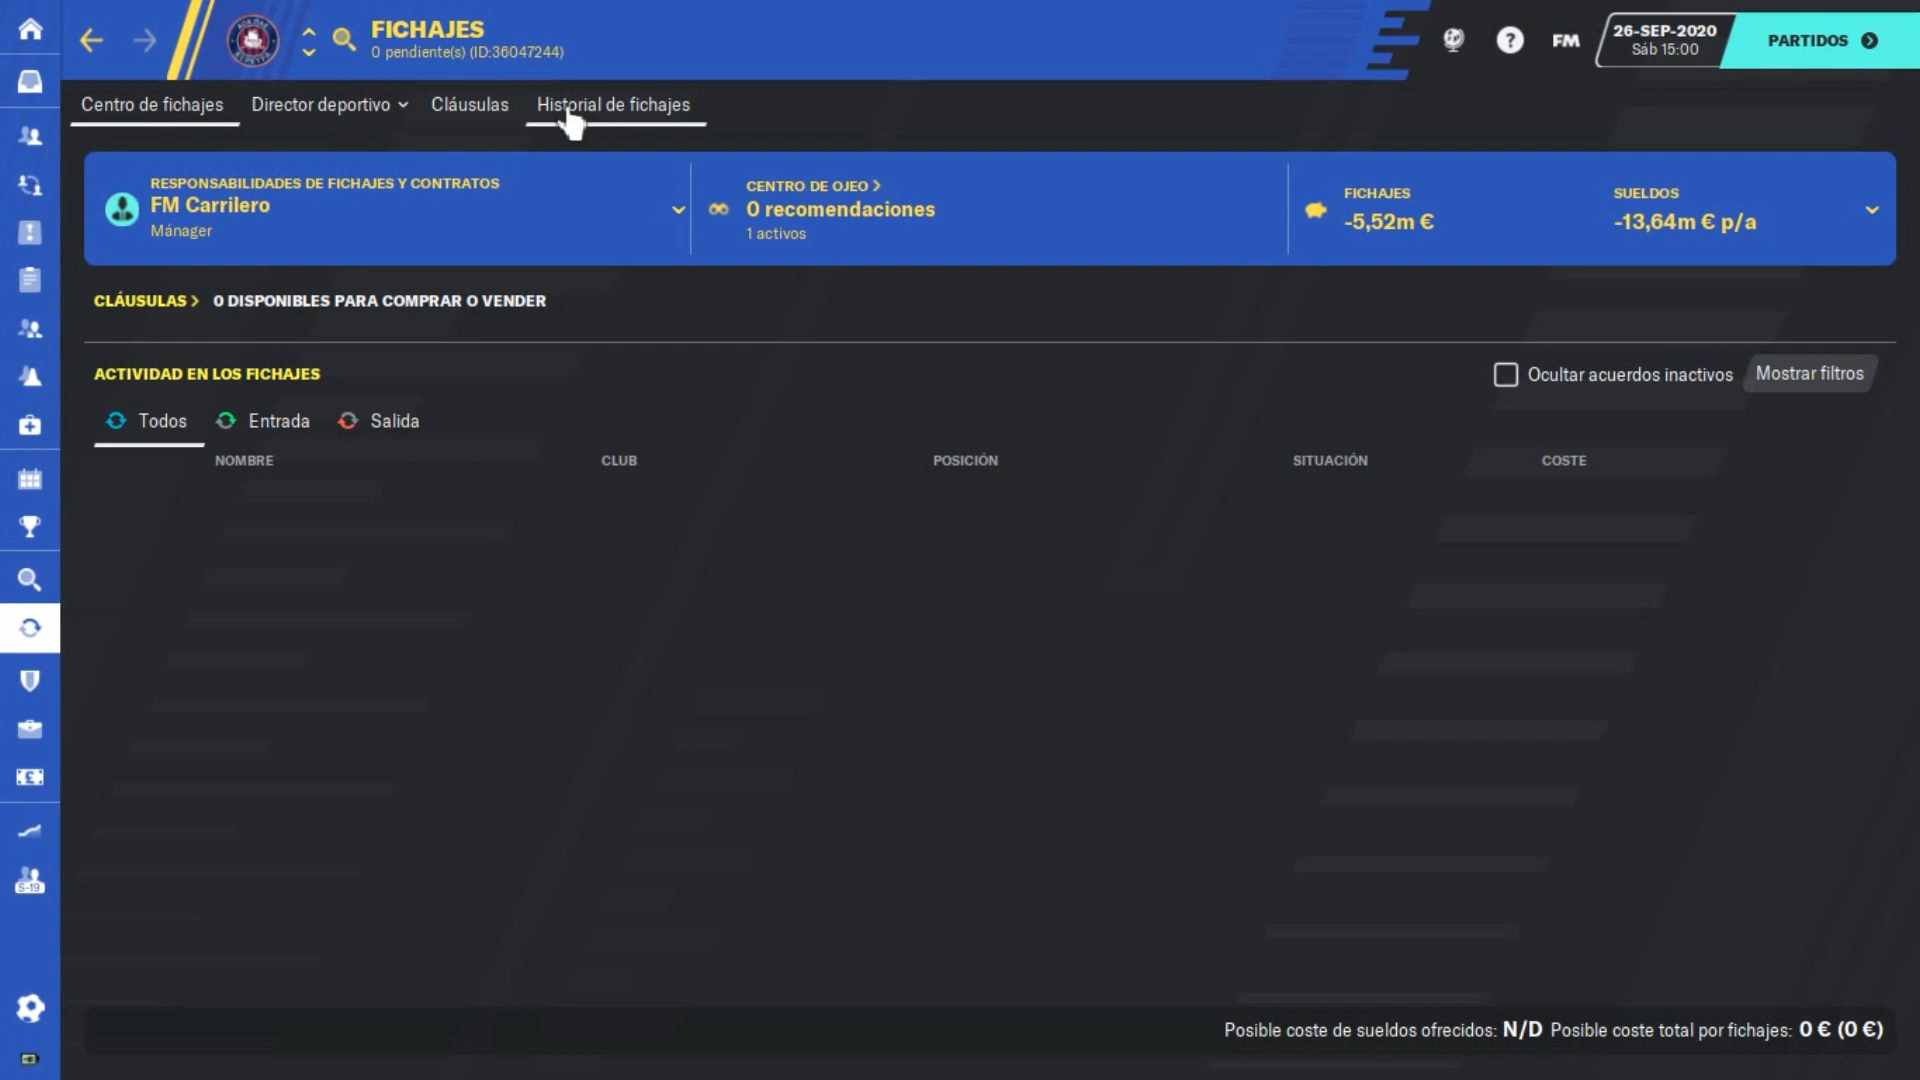 FICHAJES
0 pendiente(s) (ID:36047244)
FM
26-SEP-2020
Sáb 15:00
PARTIDOS
Centro de fichajes
Director deportivo
Cláusulas
Historial de fichajes
RESPONSABILIDADES DE FICHAJES Y CONTRATOS
FM Carrilero
Mánager
CENTRO DE OJEO
0 recomendaciones
1 activos
FICHAJES
-5,52m €
SUELDOS
-13,64m € p/a
CLÁUSULAS
0 DISPONIBLES PARA COMPRAR O VENDER
ACTIVIDAD EN LOS FICHAJES
Ocultar acuerdos inactivos
Mostrar filtros
Todos
Entrada
Salida
NOMBRE
CLUB
POSICIÓN
SITUACIÓN
COSTE
S-19
Posible coste de sueldos ofrecidos: N/D Posible coste total por fichajes: 0 € (0 €)